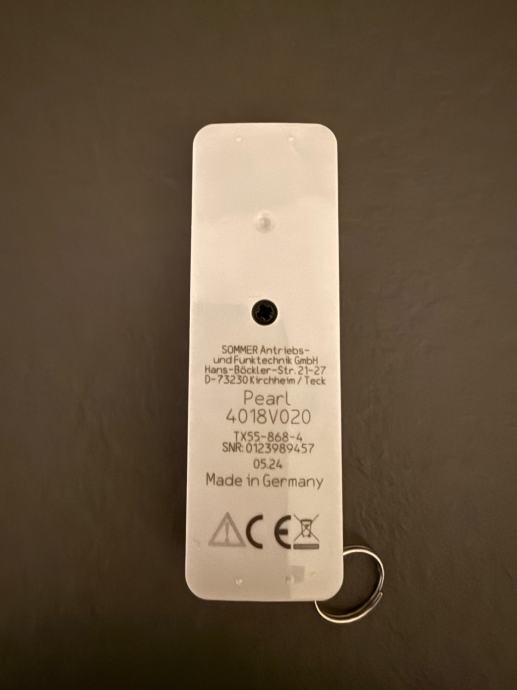 SOMMER Antriebs-
und Funktechnik GmbH
Hans-Böckler-Str. 21-27
D-73230 Kirchheim / Teck
Pearl
4018V020
TX55-868-4
SNR: 0123989457
05.24
Made in Germany
CE